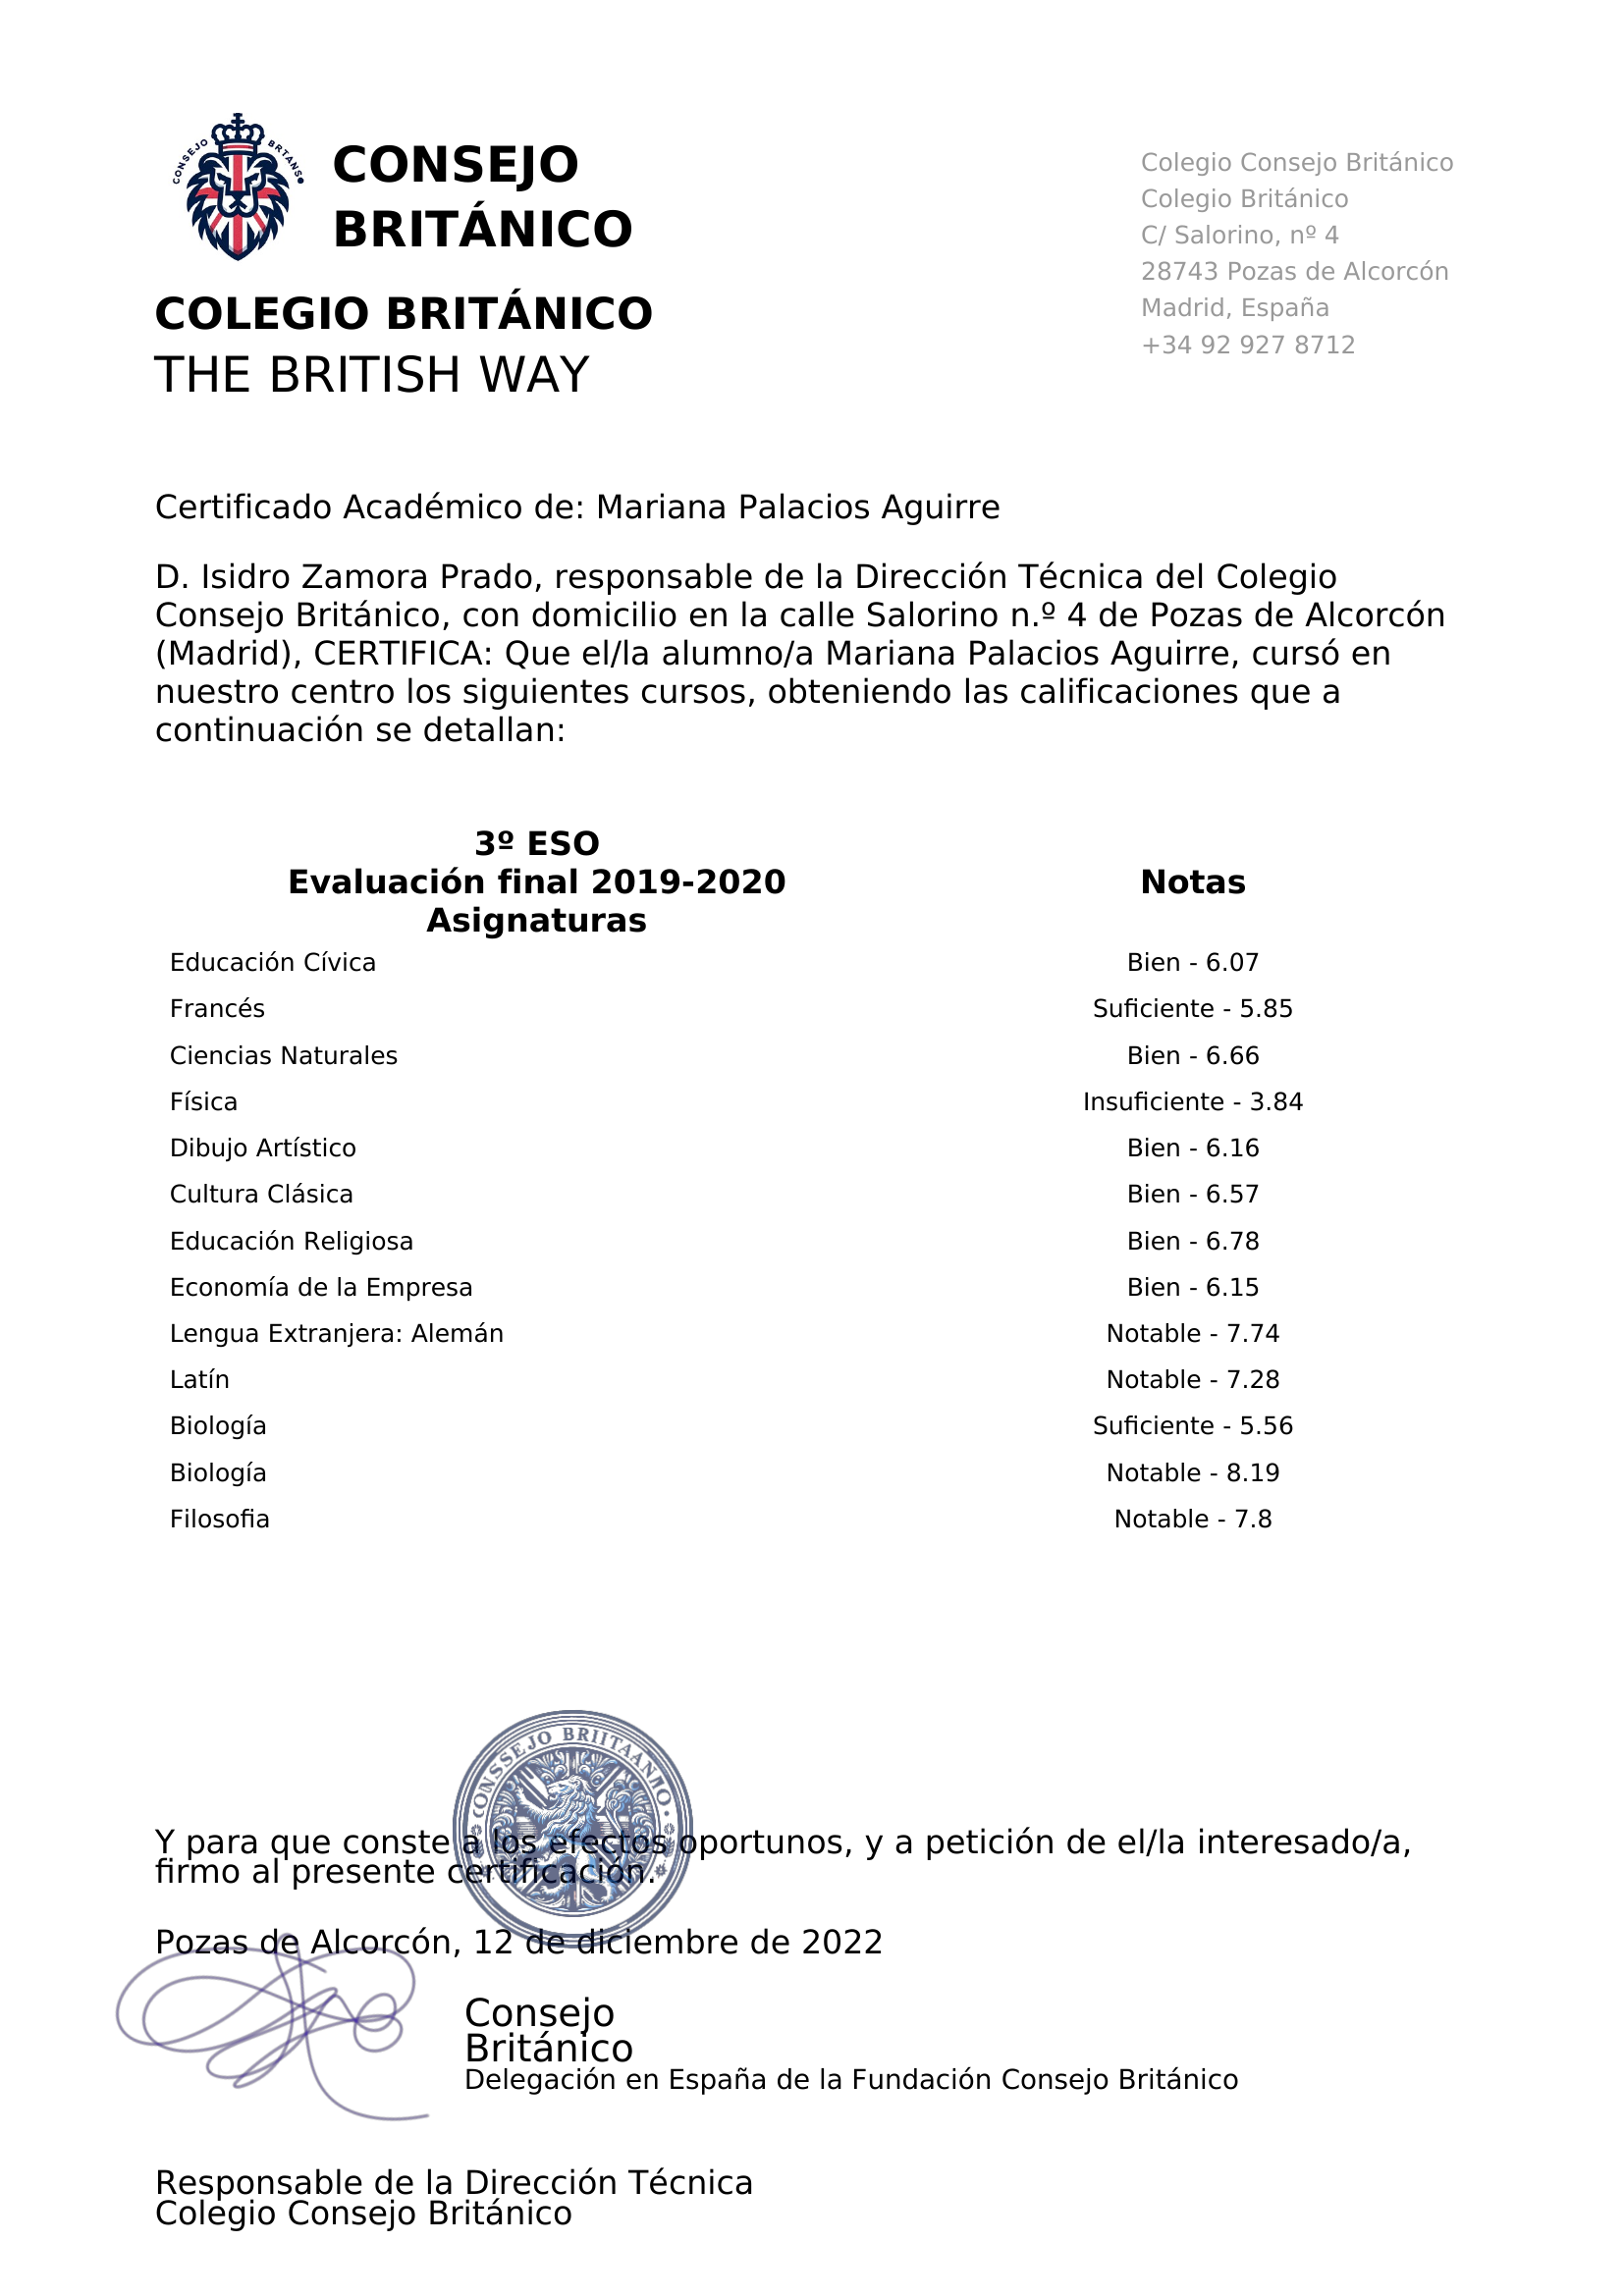 CONSEJO BRTANS
CONSEJO
BRITÁNICO
COLEGIO BRITÁNICO
THE BRITISH WAY
Colegio Consejo Británico
Colegio Británico
C/ Salorino, nº 4
28743 Pozas de Alcorcón
Madrid, España
+34 92 927 8712
Certificado Académico de: Mariana Palacios Aguirre
D. Isidro Zamora Prado, responsable de la Dirección Técnica del Colegio
Consejo Británico, con domicilio en la calle Salorino n.º 4 de Pozas de Alcorcón
(Madrid), CERTIFICA: Que el/la alumno/a Mariana Palacios Aguirre, cursó en
nuestro centro los siguientes cursos, obteniendo las calificaciones que a
continuación se detallan:
3º ESO
Evaluación final 2019-2020 Notas
Asignaturas
Educación Cívica Bien - 6.07
Francés Suficiente - 5.85
Ciencias Naturales Bien - 6.66
Física Insuficiente - 3.84
Dibujo Artístico Bien - 6.16
Cultura Clásica Bien - 6.57
Educación Religiosa Bien - 6.78
Economía de la Empresa Bien - 6.15
Lengua Extranjera: Alemán Notable - 7.74
Latín Notable - 7.28
Biología Suficiente - 5.56
Biología Notable - 8.19
Filosofia Notable - 7.8
CONSSEJO BRIITAANNO
Y para que conste a los efectos oportunos, y a petición de el/la interesado/a,
firmo al presente certificación.
Pozas de Alcorcón, 12 de diciembre de 2022
Consejo
Británico
Delegación en España de la Fundación Consejo Británico
Responsable de la Dirección Técnica
Colegio Consejo Británico